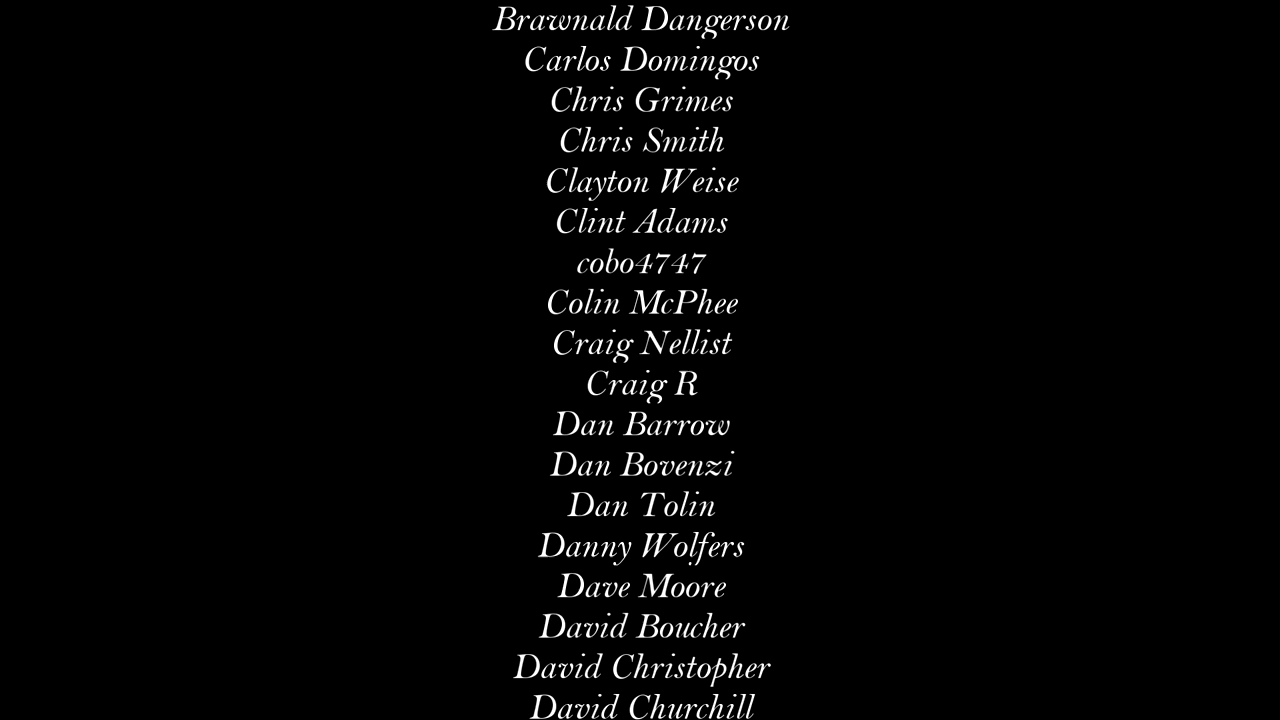 Brawnald Dangerson
Carlos Domingos
Chris Grimes
Chris Smith
Clayton Weise
Clint Adams
cobo4747
Colin McPhee
Craig Nellist
Craig R
Dan Barrow
Dan Bovenzi
Dan Tolin
Danny Wolfers
Dave Moore
David Boucher
David Christopher
David Churchill